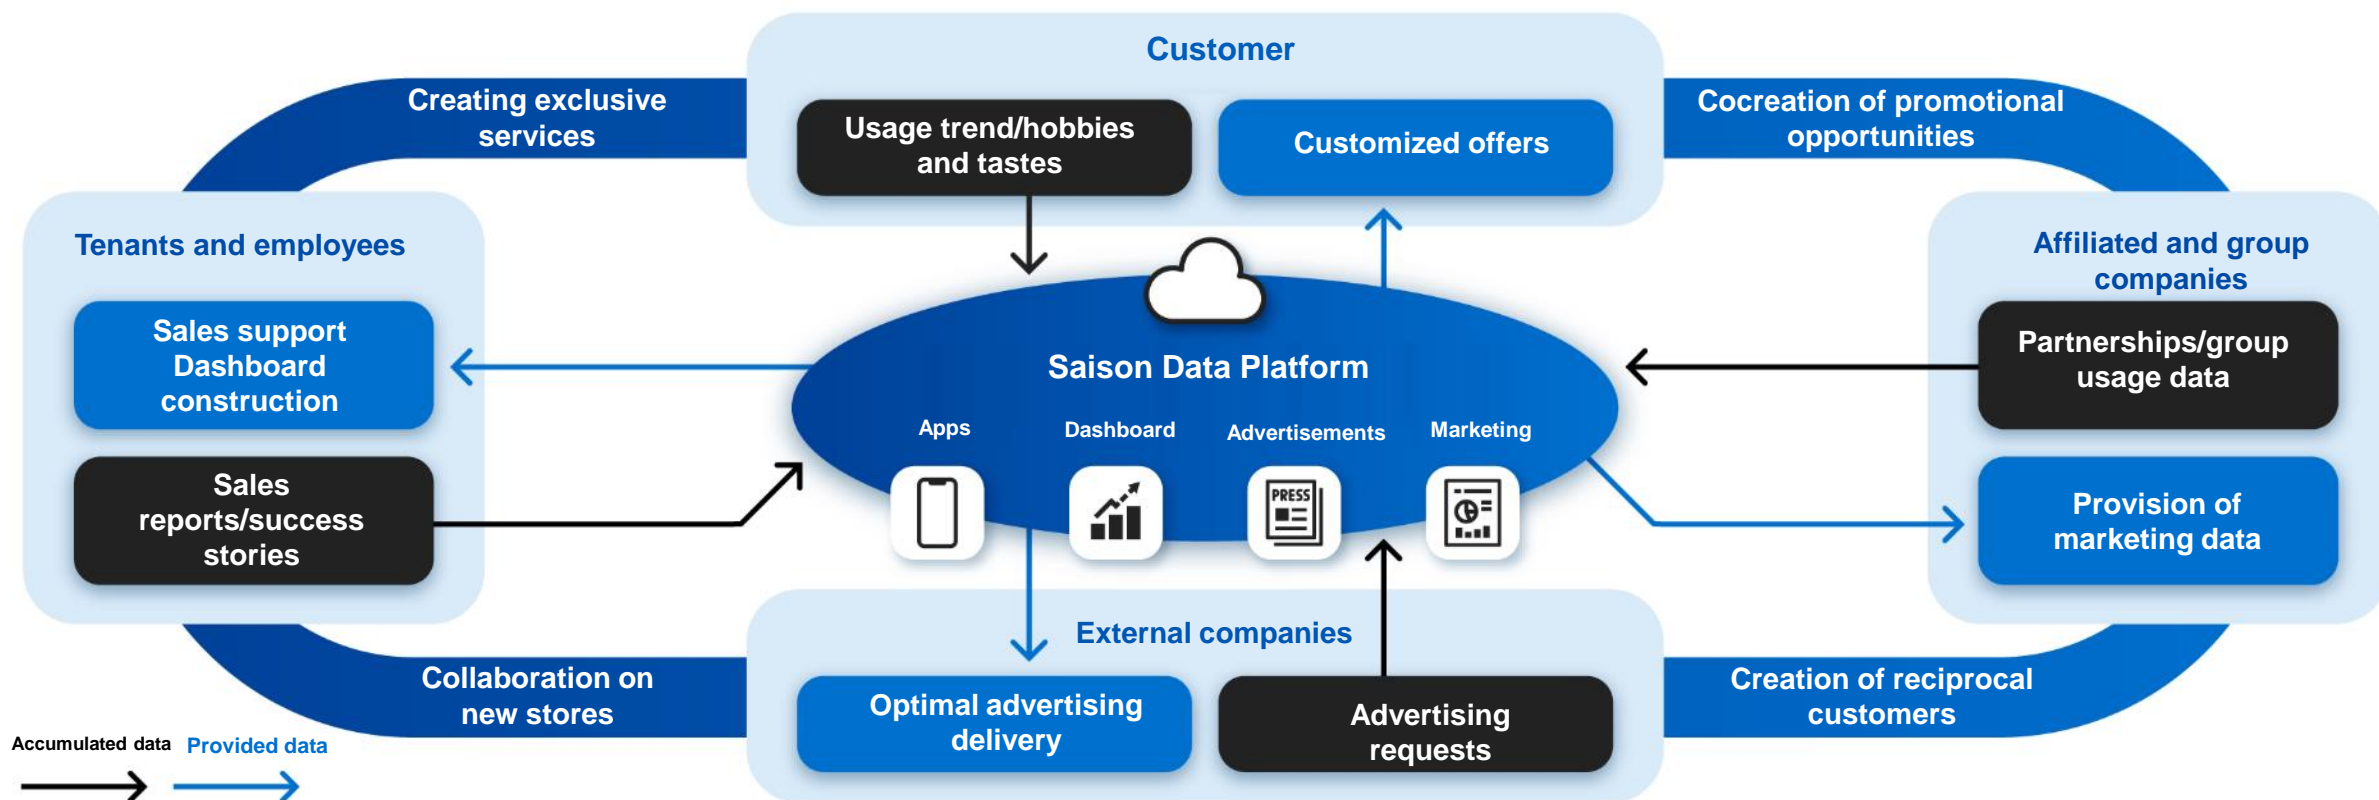 Customer
Creating exclusive
services
Usage trend/hobbies
and tastes
Customized offers
Cocreation of promotional
opportunities
Tenants and employees
Sales support
Dashboard
construction
Sales
reports/success
stories
Saison Data Platform
Apps
Dashboard
Advertisements
Marketing
PRESS
Affiliated and group
companies
Partnerships/group
usage data
Provision of
marketing data
External companies
Optimal advertising
delivery
Advertising
requests
Collaboration on
new stores
Creation of reciprocal
customers
Accumulated data
Provided data